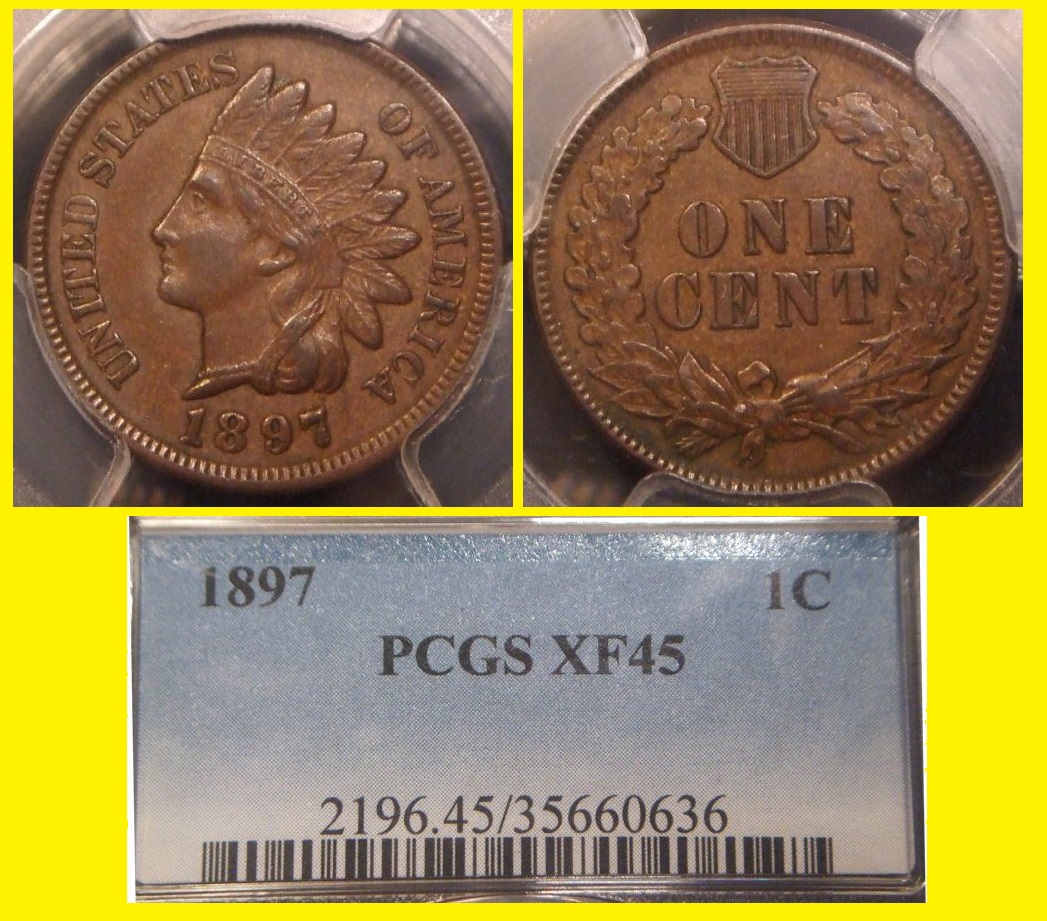 UNITED STATES OF AMERICA
LIBERTY
1897
ONE
CENT
1897 1C
PCGS XF45
2196.45/35660636